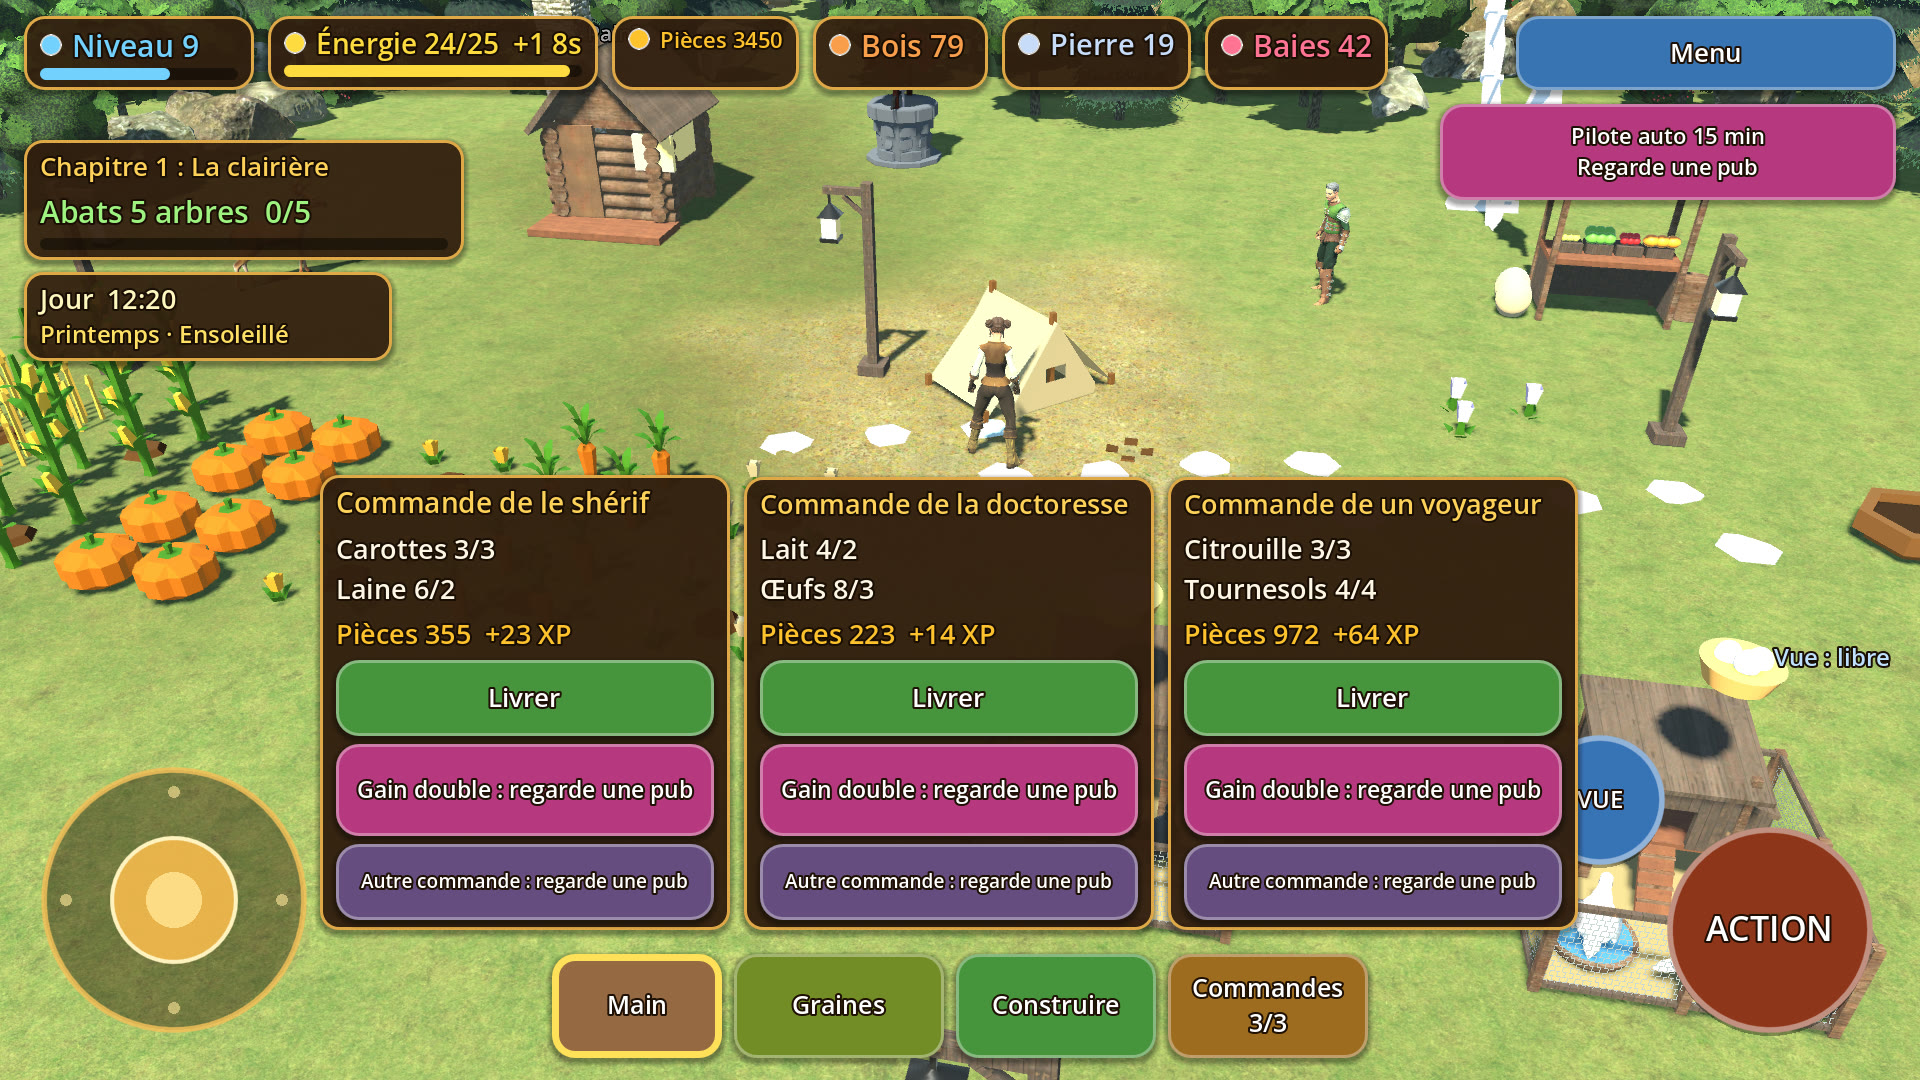 Niveau 9
Énergie 24/25 +1 8s
Pièces 3450
Bois 79
Pierre 19
Baies 42
Menu
Pilote auto 15 min
Regarde une pub
Chapitre 1 : La clairière
Abats 5 arbres 0/5
Jour 12:20
Printemps · Ensoleillé
Commande de le shérif
Carottes 3/3
Laine 6/2
Pièces 355 +23 XP
Livrer
Gain double : regarde une pub
Autre commande : regarde une pub
Commande de la doctoresse
Lait 4/2
Œufs 8/3
Pièces 223 +14 XP
Livrer
Gain double : regarde une pub
Autre commande : regarde une pub
Commande de un voyageur
Citrouille 3/3
Tournesols 4/4
Pièces 972 +64 XP
Livrer
Gain double : regarde une pub
Autre commande : regarde une pub
Vue : libre
VUE
ACTION
Main
Graines
Construire
Commandes
3/3